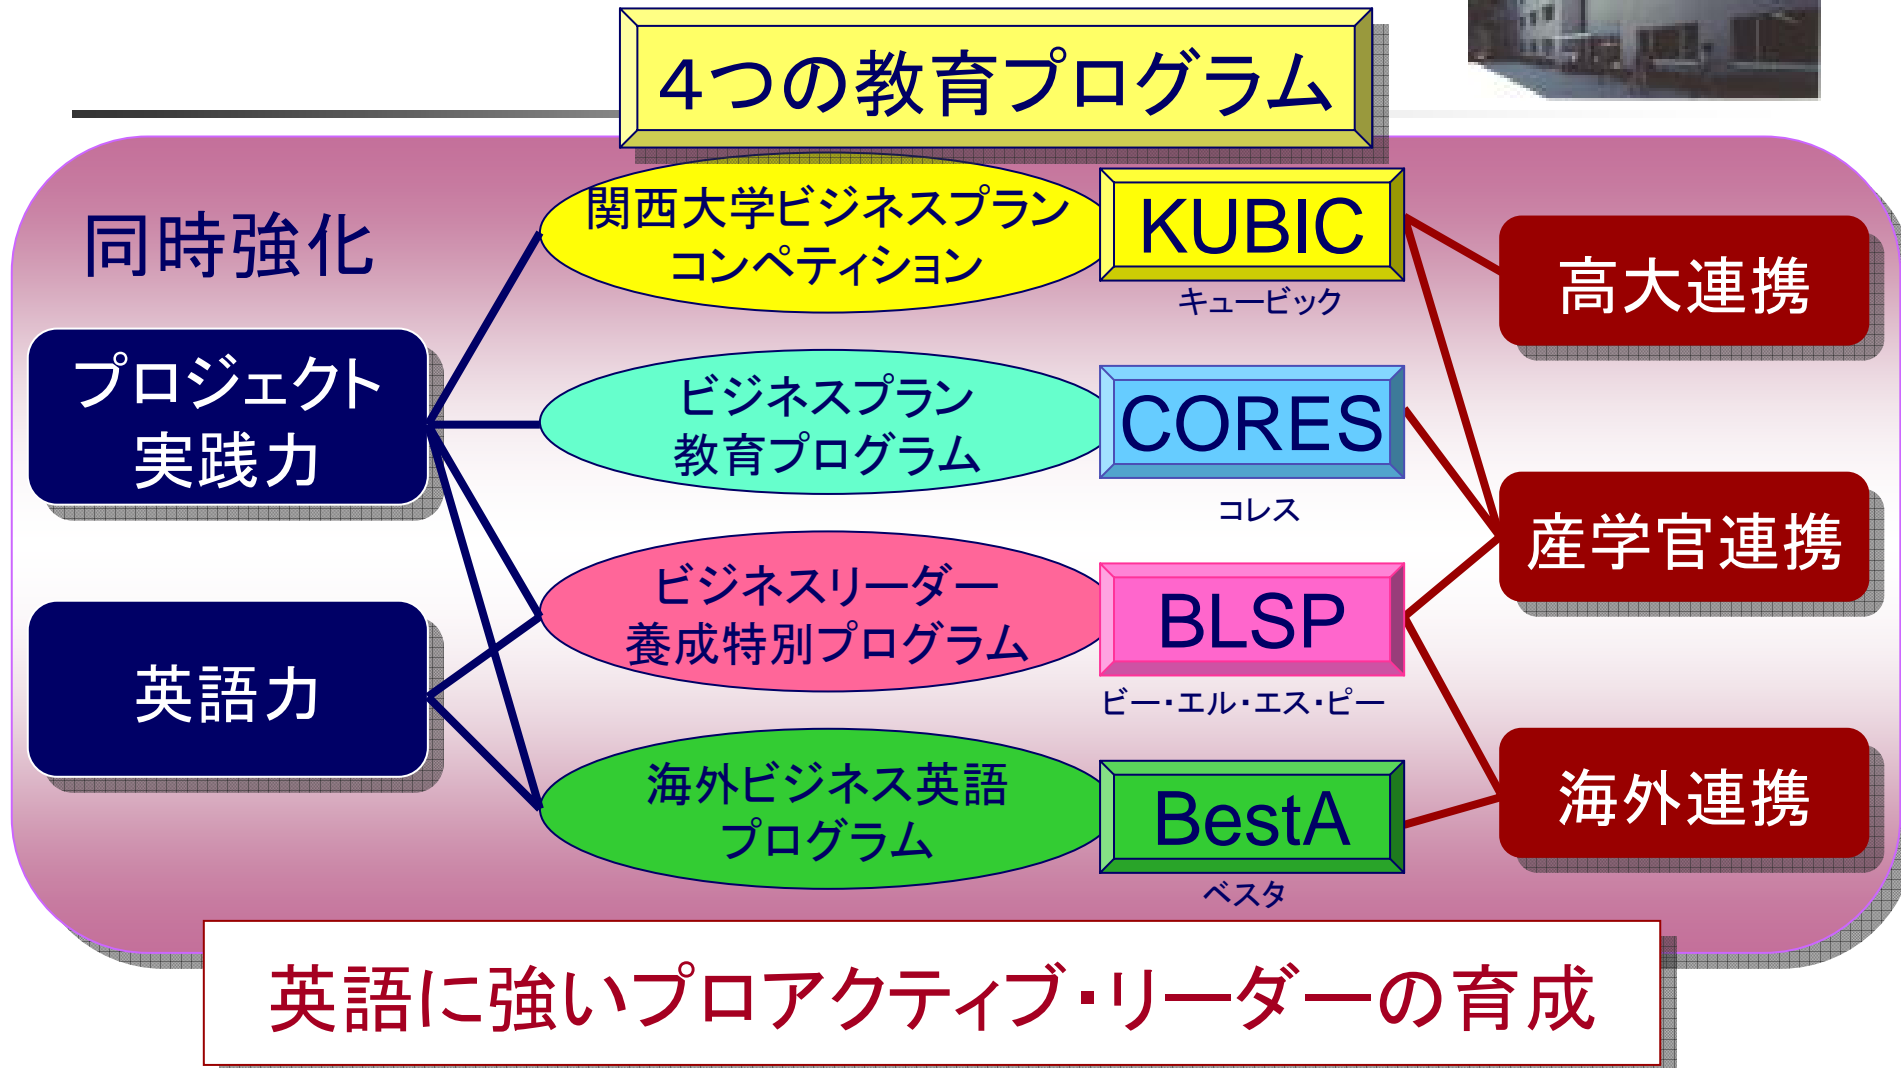 ４つの教育プログラム
同時強化
プロジェクト
実践力
英語力
関西大学ビジネスプラン
コンペティション
KUBIC
キュービック
ビジネスプラン
教育プログラム
CORES
コレス
ビジネスリーダー
養成特別プログラム
BLSP
ビー・エル・エス・ピー
海外ビジネス英語
プログラム
BestA
ベスタ
高大連携
産学官連携
海外連携
英語に強いプロアクティブ・リーダーの育成